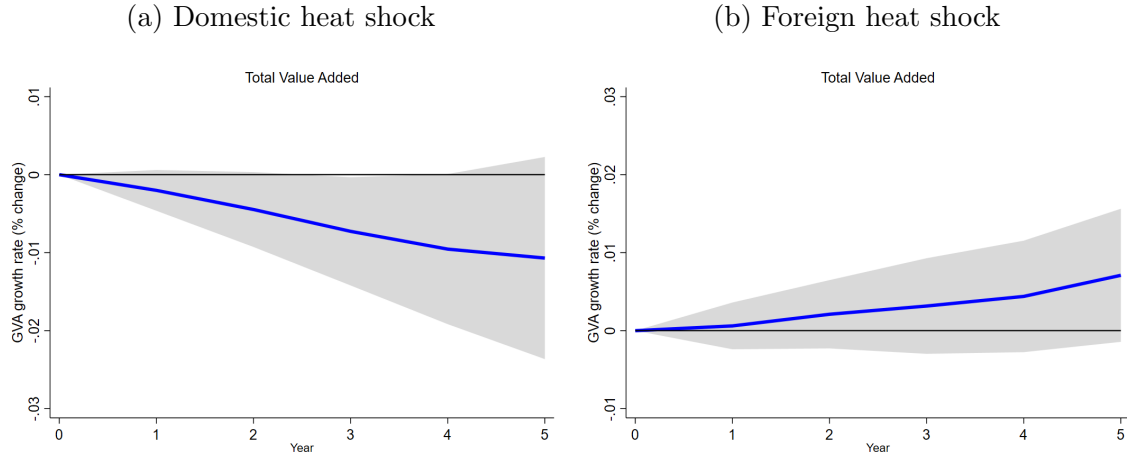 (a) Domestic heat shock
Total Value Added
GVA growth rate (% change)
.01
0
-.01
-.02
-.03
0 1 2 3 4 5
Year
(b) Foreign heat shock
Total Value Added
GVA growth rate (% change)
.03
.02
.01
0
-.01
0 1 2 3 4 5
Year